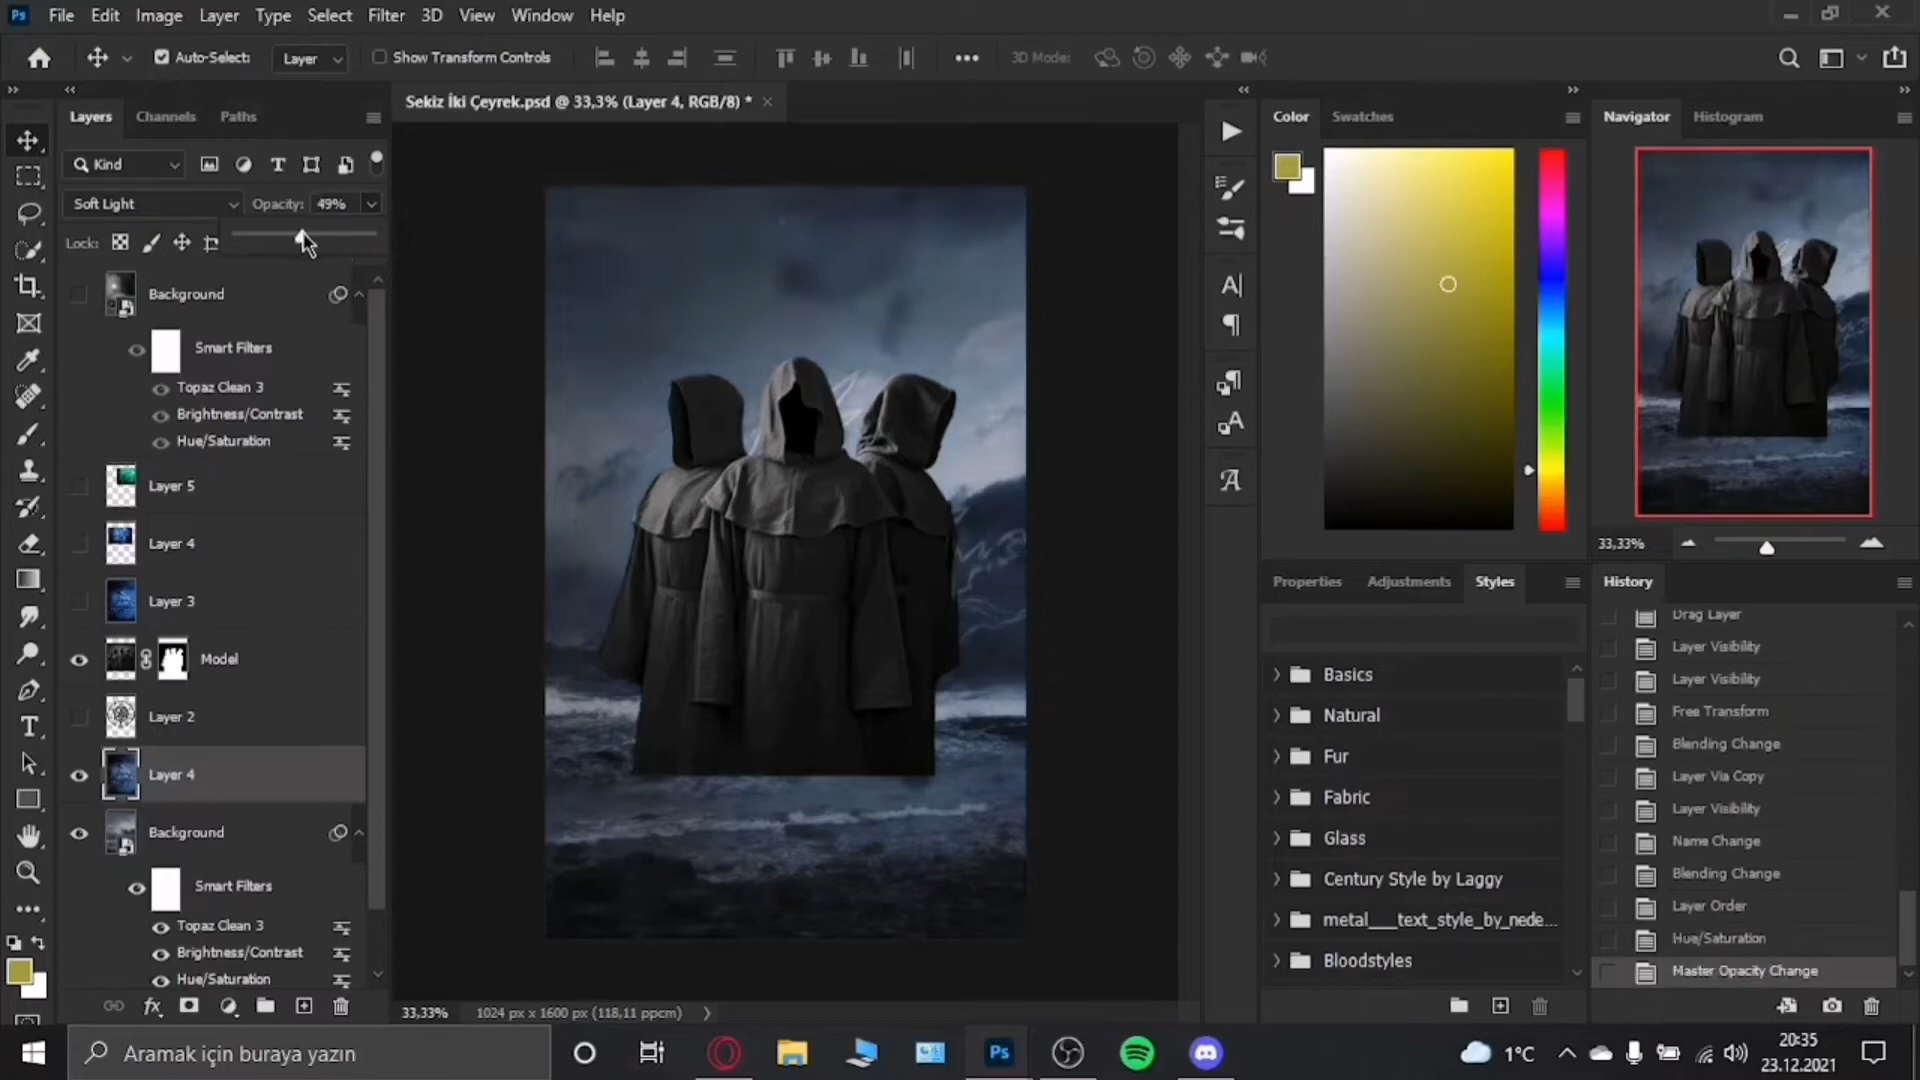 Ps File Edit Image Layer Type Select Filter 3D View Window Help
Auto-Select: Layer Show Transform Controls 3D Mode:
Layers Channels Paths
Sekiz İki Çeyrek.psd @ 33,3% (Layer 4, RGB/8) *
Kind
Soft Light Opacity: 49%
Lock:
Background
Smart Filters
Topaz Clean 3
Brightness/Contrast
Hue/Saturation
Layer 5
Layer 4
Layer 3
Model
Layer 2
Layer 4
Background
Smart Filters
Topaz Clean 3
Brightness/Contrast
Hue/Saturation
33,33% 1024 px x 1600 px (118,11 ppcm)
Color Swatches
Navigator Histogram
33,33%
Properties Adjustments Styles
Basics
Natural
Fur
Fabric
Glass
Century Style by Laggy
metal___text_style_by_nede...
Bloodstyles
History
Drag Layer
Layer Visibility
Layer Visibility
Free Transform
Blending Change
Layer Via Copy
Layer Visibility
Name Change
Blending Change
Layer Order
Hue/Saturation
Master Opacity Change
Aramak için buraya yazın
Ps
1°C
20:35
23.12.2021